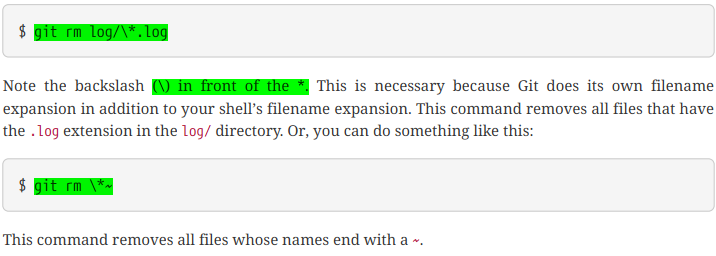 $ git rm log/\*.log
Note the backslash (\) in front of the *. This is necessary because Git does its own filename
expansion in addition to your shell’s filename expansion. This command removes all files that have
the .log extension in the log/ directory. Or, you can do something like this:
$ git rm \*~
This command removes all files whose names end with a ~.